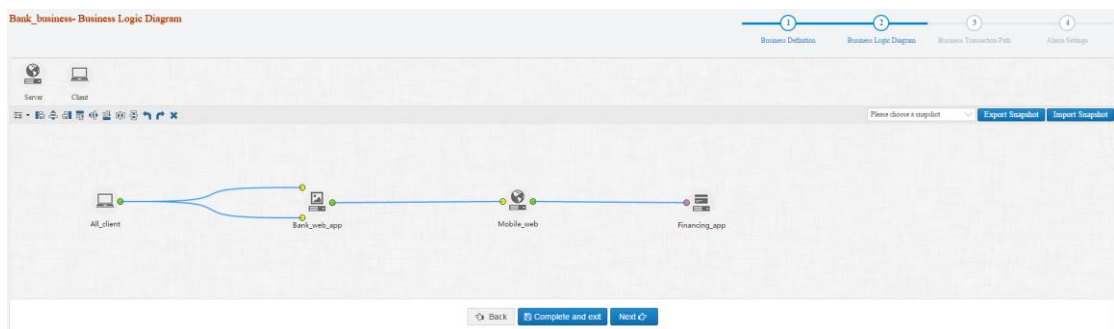 Bank_business- Business Logic Diagram
1 2 3 4
Business Definition Business Logic Diagram Business Transaction Path Alarm Settings
Server Client
Please choose a snapshot Export Snapshot Import Snapshot
All_client Bank_web_app Mobile_web Financing_app
Back Complete and exit Next